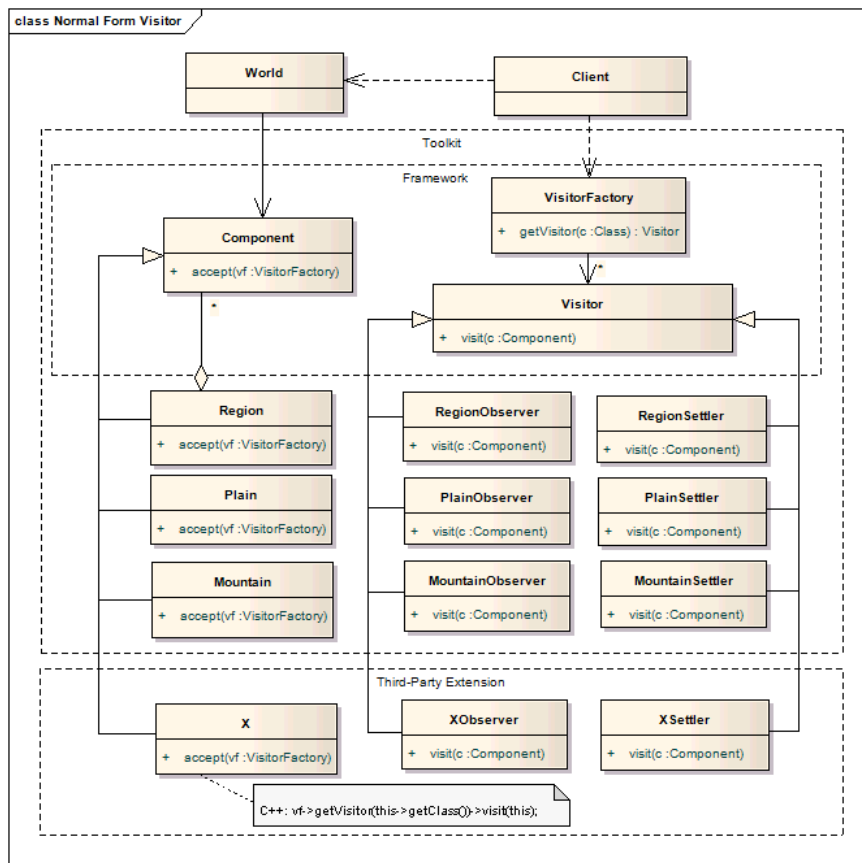 class Normal Form Visitor
World
Client
Toolkit
Framework
VisitorFactory
+ getVisitor(c :Class) : Visitor
Component
+ accept(vf :VisitorFactory)
*
*
Visitor
+ visit(c :Component)
Region
+ accept(vf :VisitorFactory)
RegionObserver
+ visit(c :Component)
RegionSettler
+ visit(c :Component)
Plain
+ accept(vf :VisitorFactory)
PlainObserver
+ visit(c :Component)
PlainSettler
+ visit(c :Component)
Mountain
+ accept(vf :VisitorFactory)
MountainObserver
+ visit(c :Component)
MountainSettler
+ visit(c :Component)
Third-Party Extension
X
+ accept(vf :VisitorFactory)
XObserver
+ visit(c :Component)
XSettler
+ visit(c :Component)
C++: vf->getVisitor(this->getClass())->visit(this);